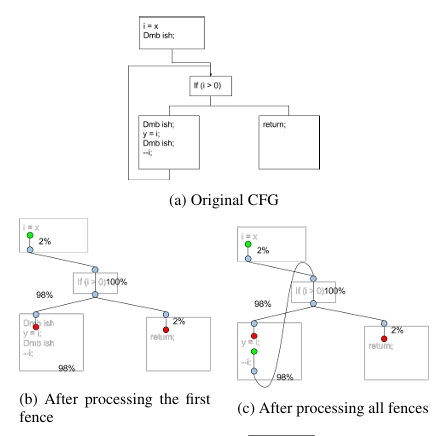 i = x
Dmb ish;
If (i > 0)
Dmb ish;
y = i;
Dmb ish;
--i;
return;
(a) Original CFG
i = x
2%
If (i > 0)
100%
98%
Dmb ish
y = i;
Dmb ish
--i;
98%
2%
return;
(b) After processing the first
fence
i = x
2%
If (i > 0)
100%
98%
y = i;
--i;
98%
2%
return;
(c) After processing all fences